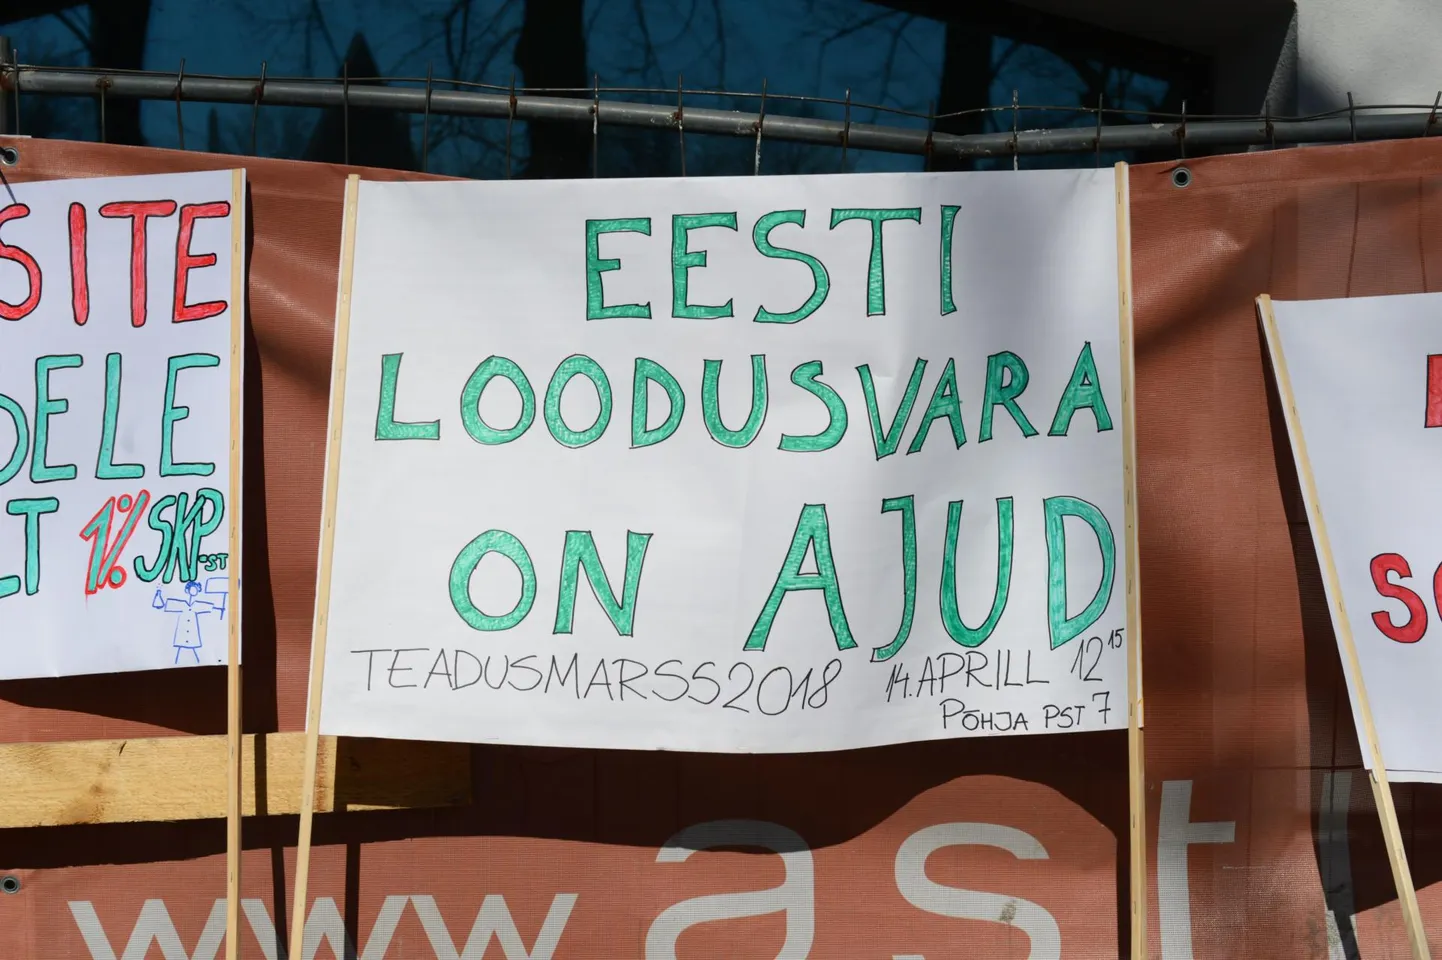 SITE
DELE
LT 1% SKP-ST
EESTI
LOODUSVARA
ON AJUD
TEADUSMARSS2018 14. APRILL 12 15
PÕHJA PST 7
www.ast